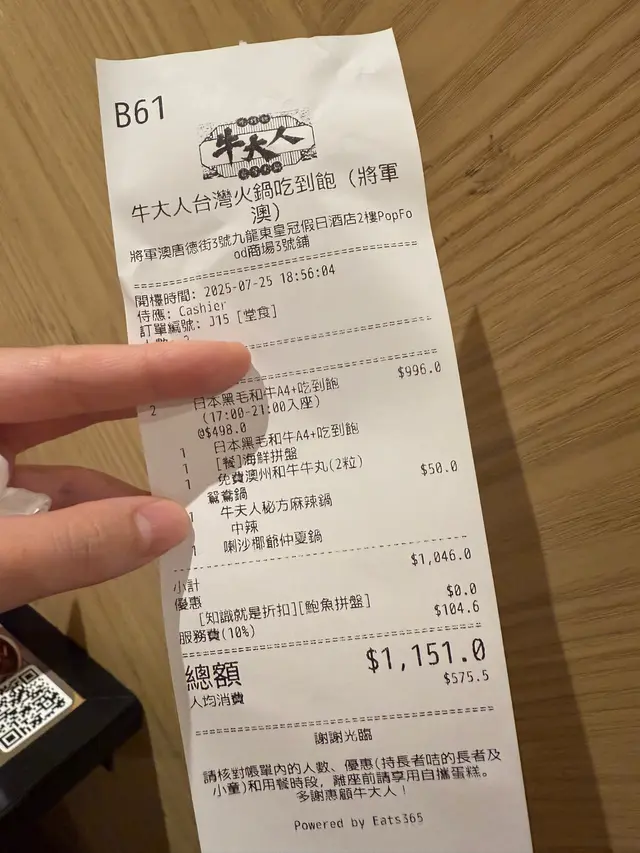 B61
牛大人
牛大人台灣火鍋吃到飽（將軍
澳）
將軍澳唐德街3號九龍東皇冠假日酒店2樓PopFo
od商場3號鋪
開檯時間: 2025-07-25 18:56:04
侍應: Cashier
訂單編號: J15 [堂食]
2 日本黑毛和牛A4+吃到飽 $996.0
(17:00-21:00入座)
@$498.0
1 日本黑毛和牛A4+吃到飽
1 [餐]海鮮拼盤
1 免費澳州和牛牛丸(2粒)
鴛鴦鍋 $50.0
1 牛夫人秘方麻辣鍋
中辣
1 喇沙椰爺仲夏鍋
小計 $1,046.0
優惠
[知識就是折扣][鮑魚拼盤] $0.0
服務費(10%) $104.6
總額 $1,151.0
人均消費 $575.5
謝謝光臨
請核對帳單內的人數、優惠(持長者咭的長者及
小童)和用餐時段，離座前請享用自攜蛋糕。
多謝惠顧牛大人！
Powered by Eats365